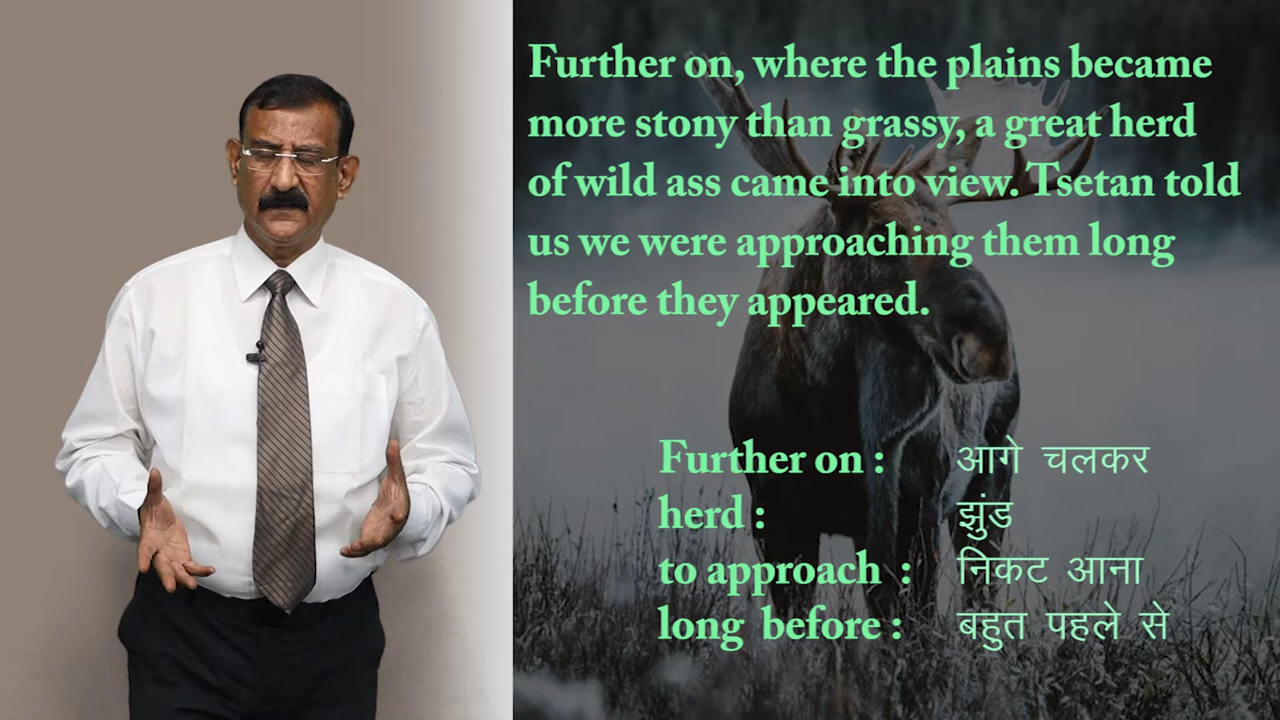 Further on, where the plains became
more stony than grassy, a great herd
of wild ass came into view. Tsetan told
us we were approaching them long
before they appeared.
Further on : आगे चलकर
herd : झुंड
to approach : निकट आना
long before : बहुत पहले से